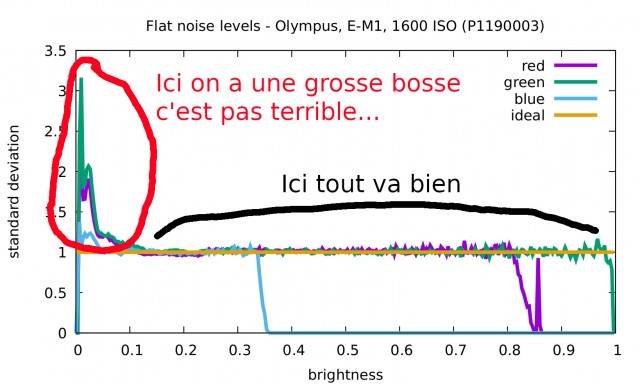 Flat noise levels - Olympus, E-M1, 1600 ISO (P1190003)
3.5
3
2.5
2
1.5
1
0.5
0
standard deviation
Ici on a une grosse bosse
c'est pas terrible...
Ici tout va bien
red
green
blue
ideal
0 0.1 0.2 0.3 0.4 0.5 0.6 0.7 0.8 0.9 1
brightness